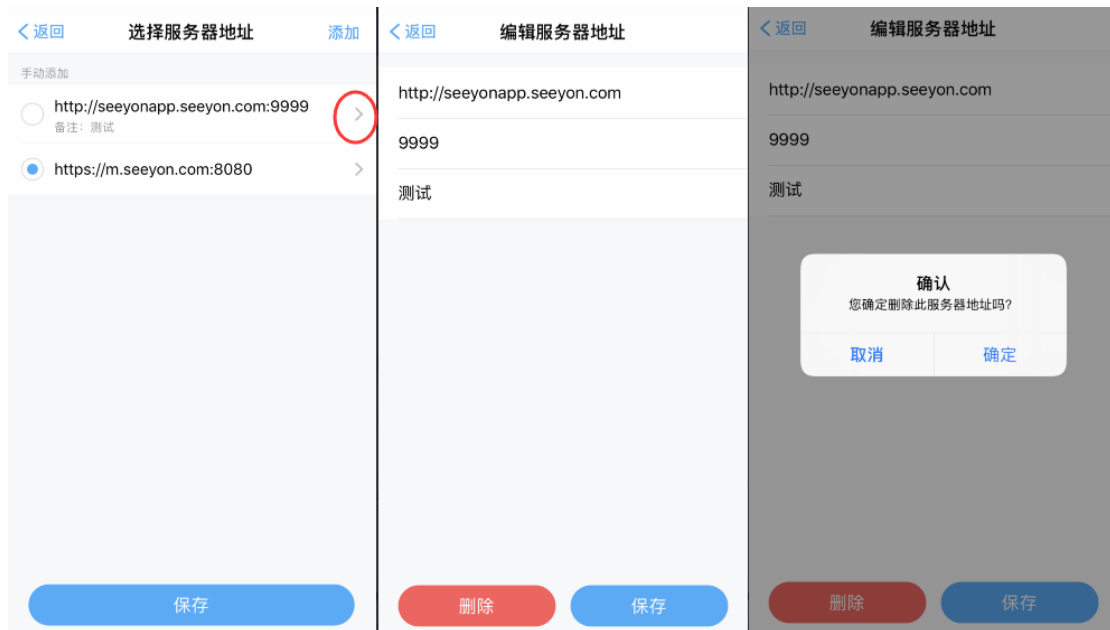 返回 选择服务器地址 添加
手动添加
http://seeyonapp.seeyon.com:9999
备注：测试
https://m.seeyon.com:8080
保存
返回 编辑服务器地址
http://seeyonapp.seeyon.com
9999
测试
删除 保存
返回 编辑服务器地址
http://seeyonapp.seeyon.com
9999
测试
确认
您确定删除此服务器地址吗?
取消 确定
删除 保存